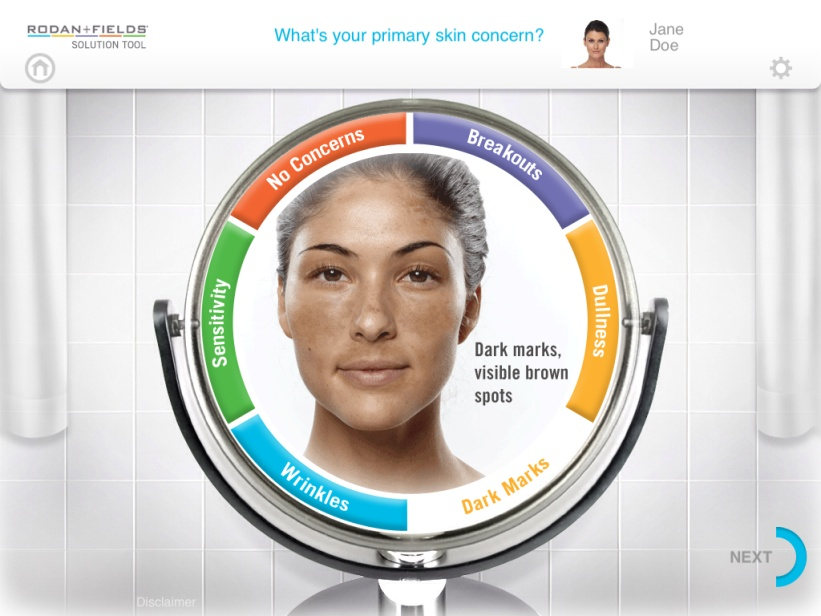 RODAN+FIELDS®
SOLUTION TOOL
What's your primary skin concern?
Jane
Doe
No Concerns
Breakouts
Sensitivity
Dullness
Dark marks,
visible brown
spots
Wrinkles
Dark Marks
NEXT
Disclaimer